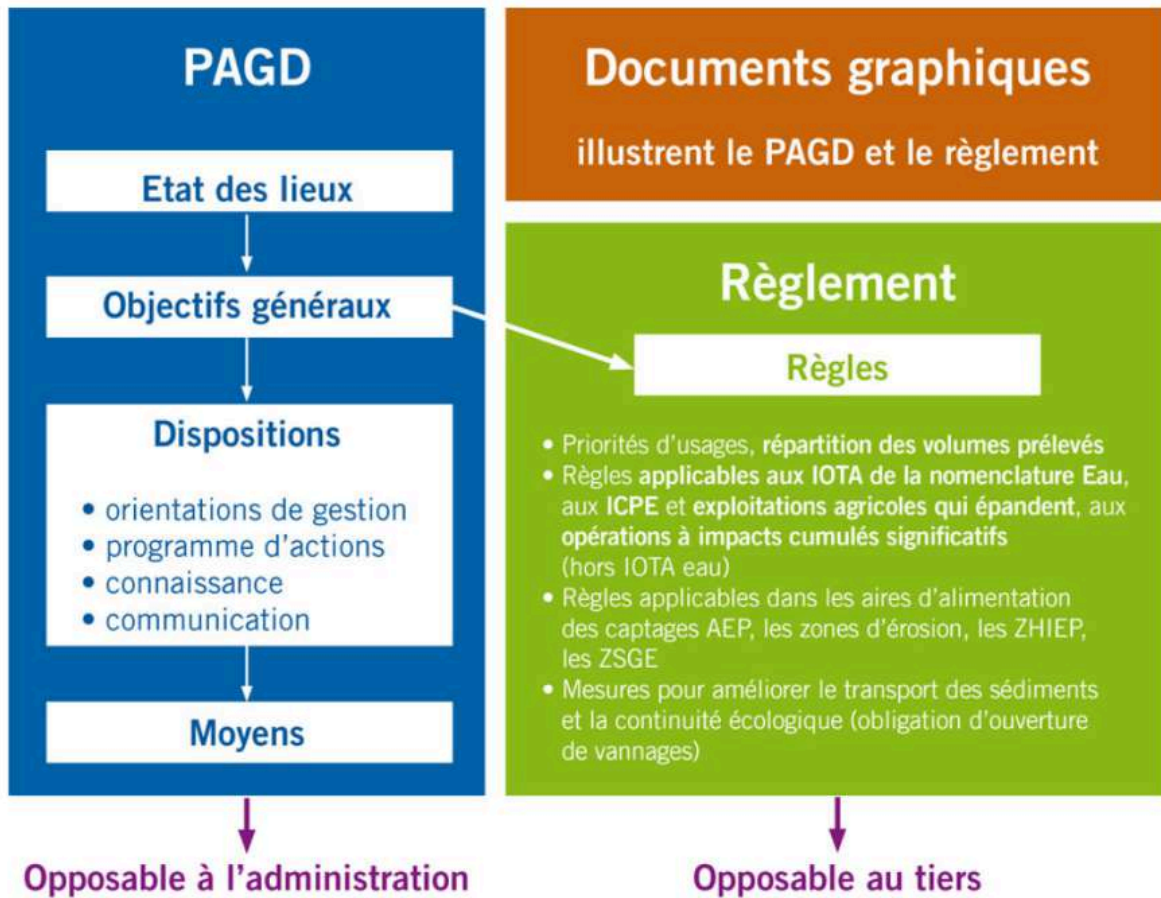 PAGD
Etat des lieux
Objectifs généraux
Dispositions
• orientations de gestion
• programme d'actions
• connaissance
• communication
Moyens
Opposable à l'administration
Documents graphiques
illustrent le PAGD et le règlement
Règlement
Règles
• Priorités d'usages, répartition des volumes prélevés
• Règles applicables aux IOTA de la nomenclature Eau,
aux ICPE et exploitations agricoles qui épandent, aux
opérations à impacts cumulés significatifs
(hors IOTA eau)
• Règles applicables dans les aires d'alimentation
des captages AEP, les zones d'érosion, les ZHIEP,
les ZSGE
• Mesures pour améliorer le transport des sédiments
et la continuité écologique (obligation d'ouverture
de vannages)
Opposable au tiers